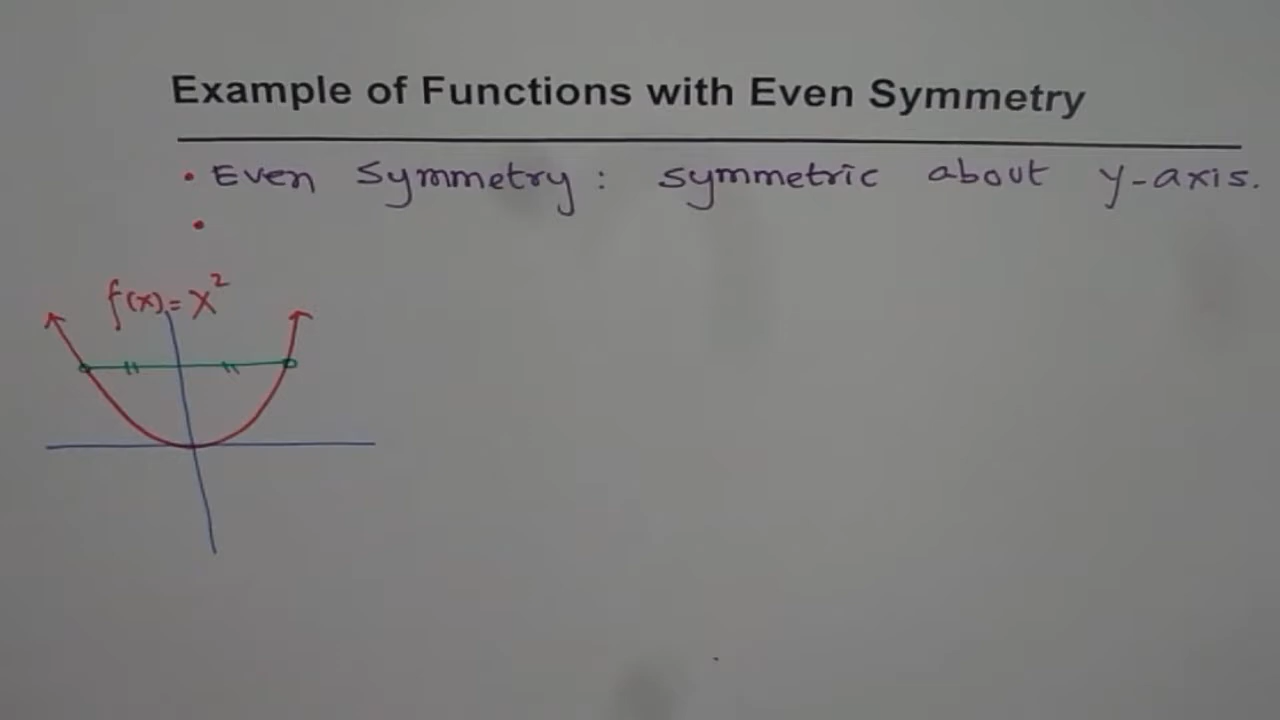 Example of Functions with Even Symmetry
• Even Symmetry: symmetric about y-axis.
•
f(x) = x²